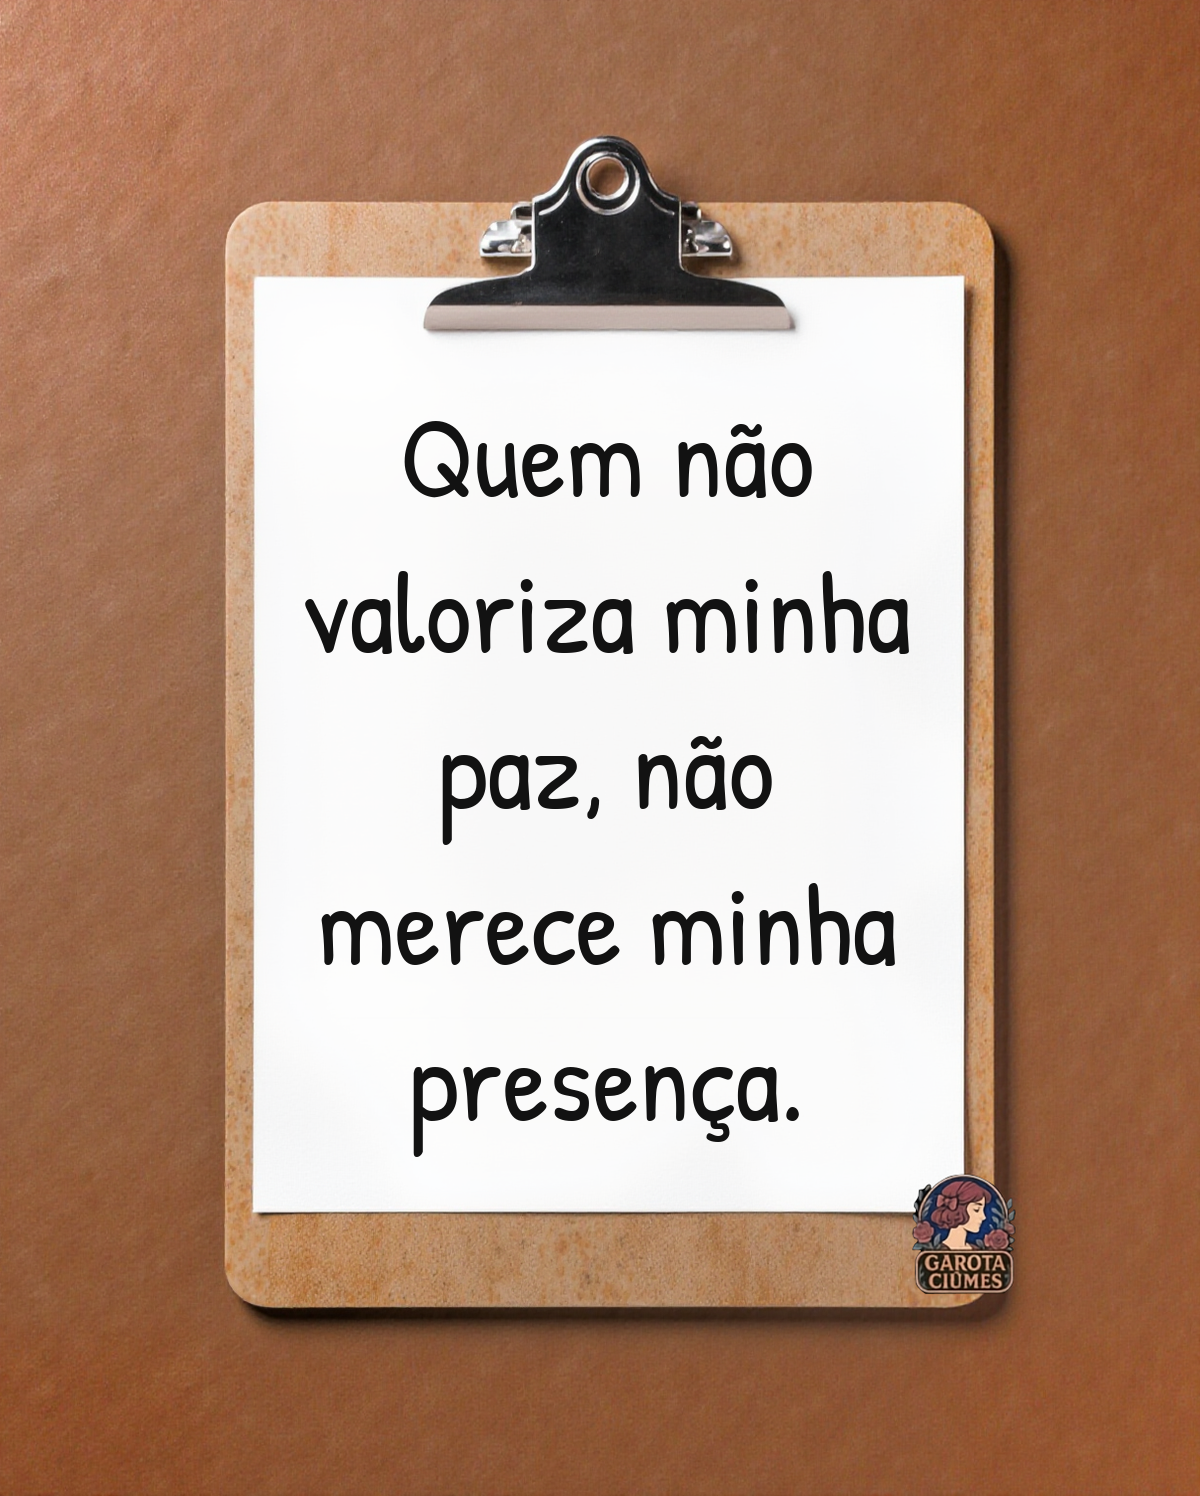 Quem não
valoriza minha
paz, não
merece minha
presença.
GAROTA
CIÚMES